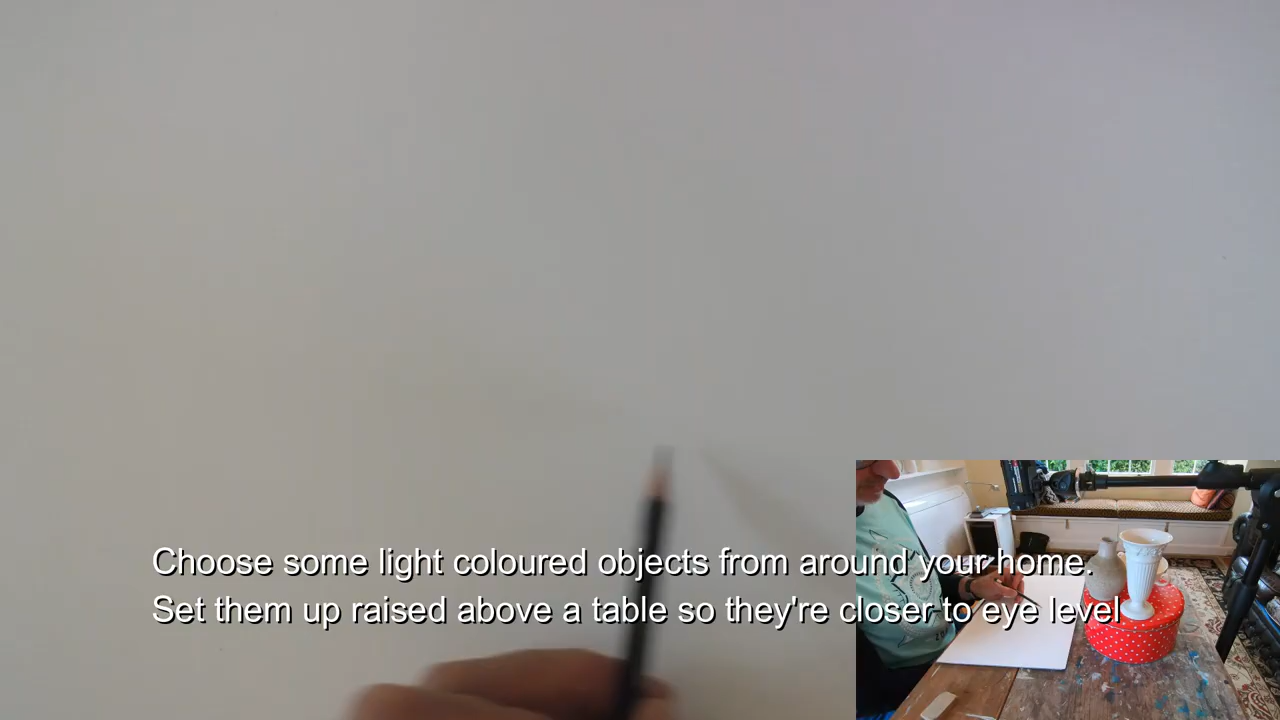 Choose some light coloured objects from around your home.
Set them up raised above a table so they're closer to eye level